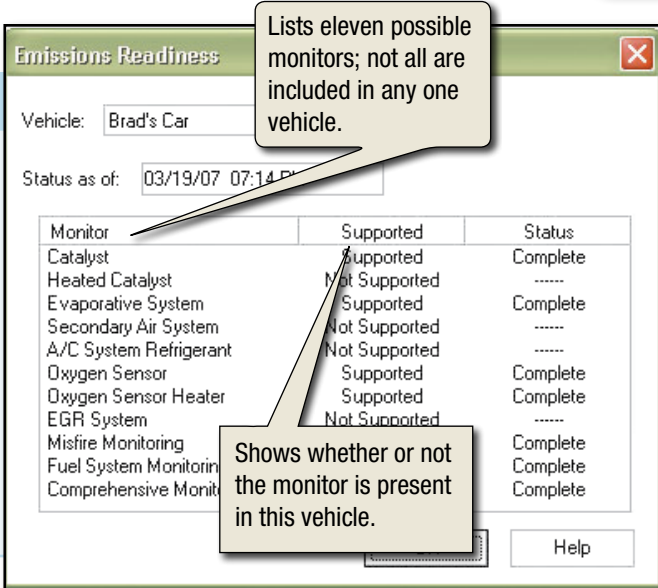 Lists eleven possible
monitors; not all are
included in any one
vehicle.
Emissions Readiness
Vehicle: Brad's Car
Status as of: 03/19/07 07:14
Monitor Supported Status
Catalyst Supported Complete
Heated Catalyst Not Supported ------
Evaporative System Supported Complete
Secondary Air System Not Supported ------
A/C System Refrigerant Not Supported ------
Oxygen Sensor Supported Complete
Oxygen Sensor Heater Supported Complete
EGR System Not Supported ------
Misfire Monitoring Complete
Fuel System Complete
Comprehensive Complete
Shows whether or not
the monitor is present
in this vehicle.
Help